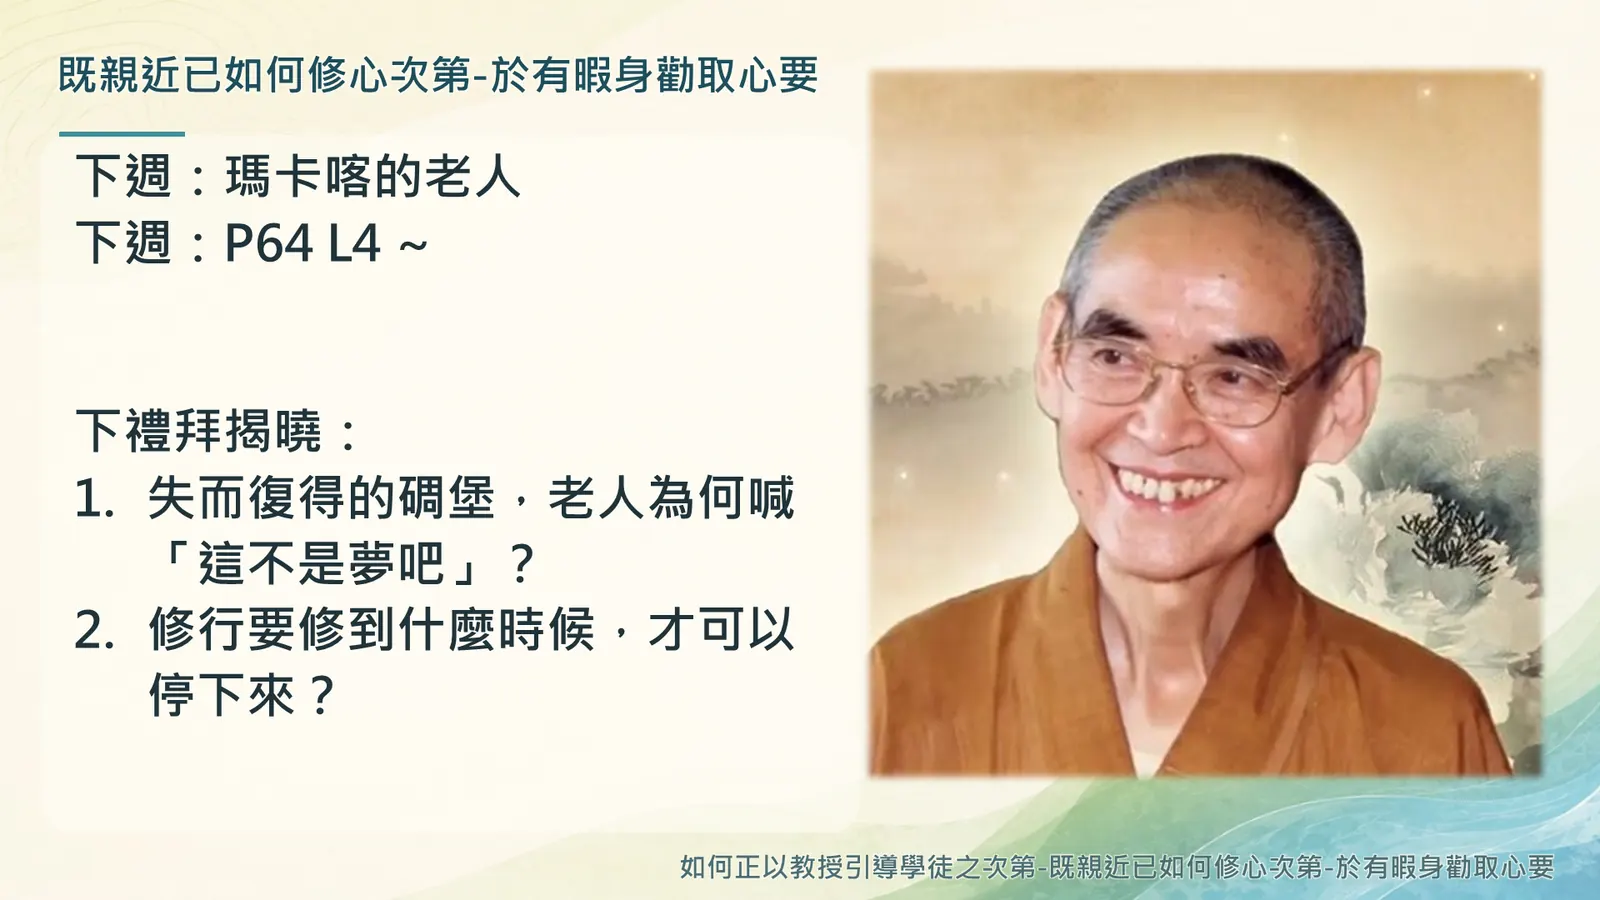 既親近已如何修心次第-於有暇身勸取心要
下週：瑪卡喀的老人
下週：P64 L4 ~
下禮拜揭曉：
1. 失而復得的碉堡，老人為何喊
「這不是夢吧」？
2. 修行要修到什麼時候，才可以
停下來？
如何正以教授引導學徒之次第-既親近已如何修心次第-於有暇身勸取心要